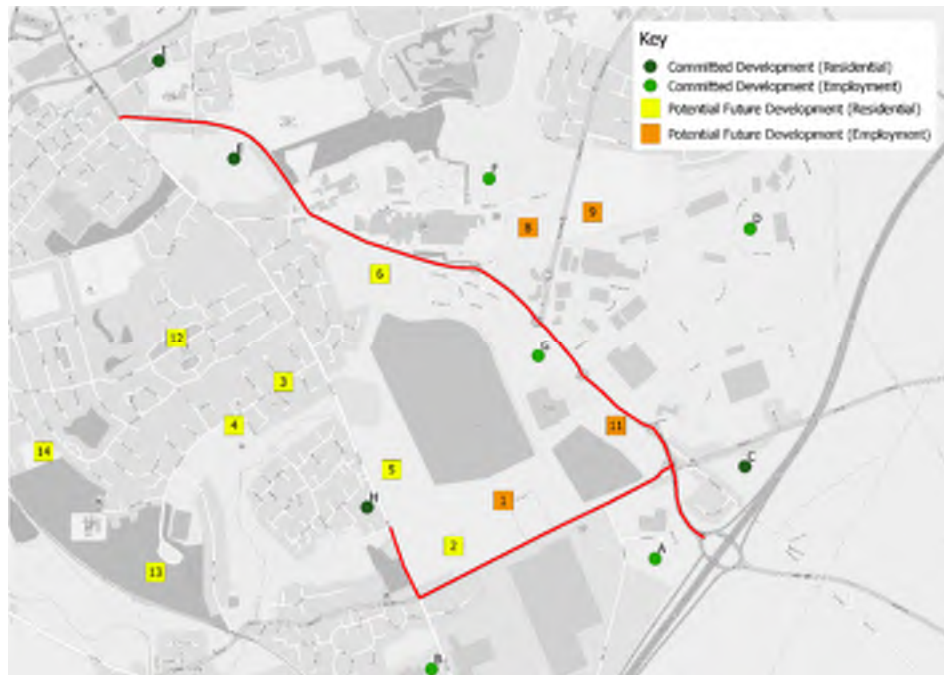 Key
Committed Development (Residential)
Committed Development (Employment)
Potential Future Development (Residential)
Potential Future Development (Employment)
8
9
D
6
G
12
3
4
11
14
5
C
H
1
2
A
13
B